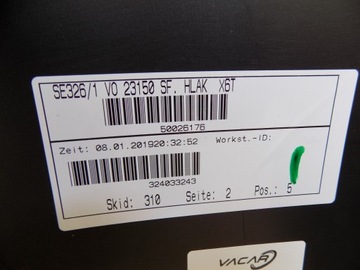 SE326/1 VO 23150 SF. HLAK X6T
50026176
Zeit: 08.01.201920:32:52 Workst.-ID:
324033243
Skid: 310 Seite: 2 Pos.: 5